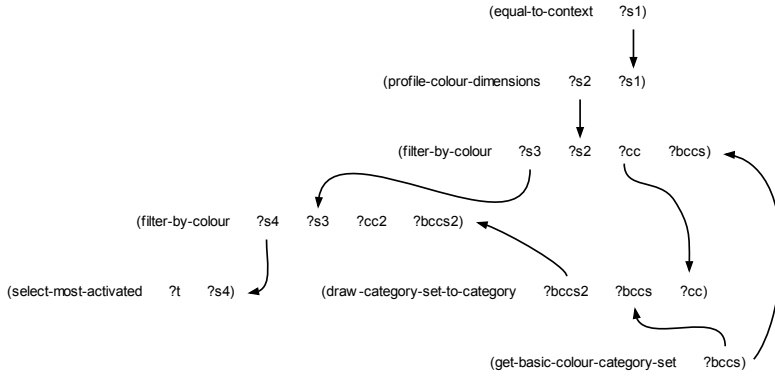 (equal-to-context ?s1)
(profile-colour-dimensions ?s2 ?s1)
(filter-by-colour ?s3 ?s2 ?cc ?bccs)
(filter-by-colour ?s4 ?s3 ?cc2 ?bccs2)
(select-most-activated ?t ?s4) (draw-category-set-to-category ?bccs2 ?bccs ?cc)
(get-basic-colour-category-set ?bccs)